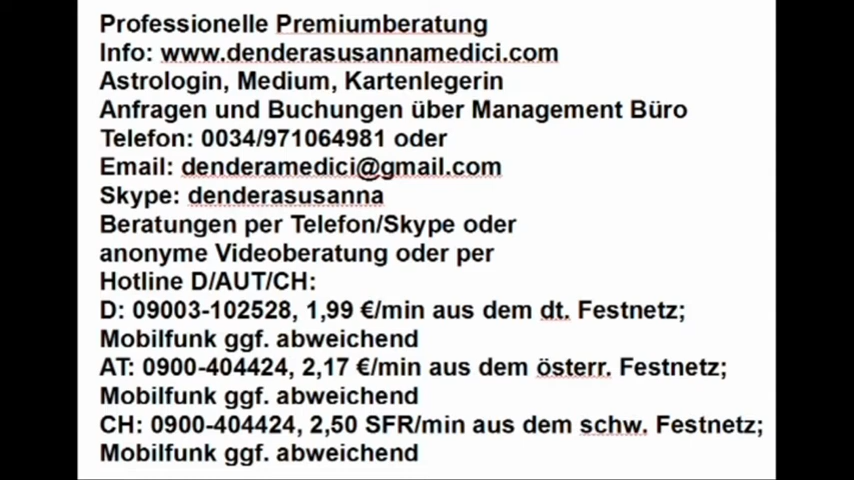 Professionelle Premiumberatung
Info: www.denderasusannamedici.com
Astrologin, Medium, Kartenlegerin
Anfragen und Buchungen über Management Büro
Telefon: 0034/971064981 oder
Email: denderamedici@gmail.com
Skype: denderasusanna
Beratungen per Telefon/Skype oder
anonyme Videoberatung oder per
Hotline D/AUT/CH:
D: 09003-102528, 1,99 €/min aus dem dt. Festnetz;
Mobilfunk ggf. abweichend
AT: 0900-404424, 2,17 €/min aus dem österr. Festnetz;
Mobilfunk ggf. abweichend
CH: 0900-404424, 2,50 SFR/min aus dem schw. Festnetz;
Mobilfunk ggf. abweichend